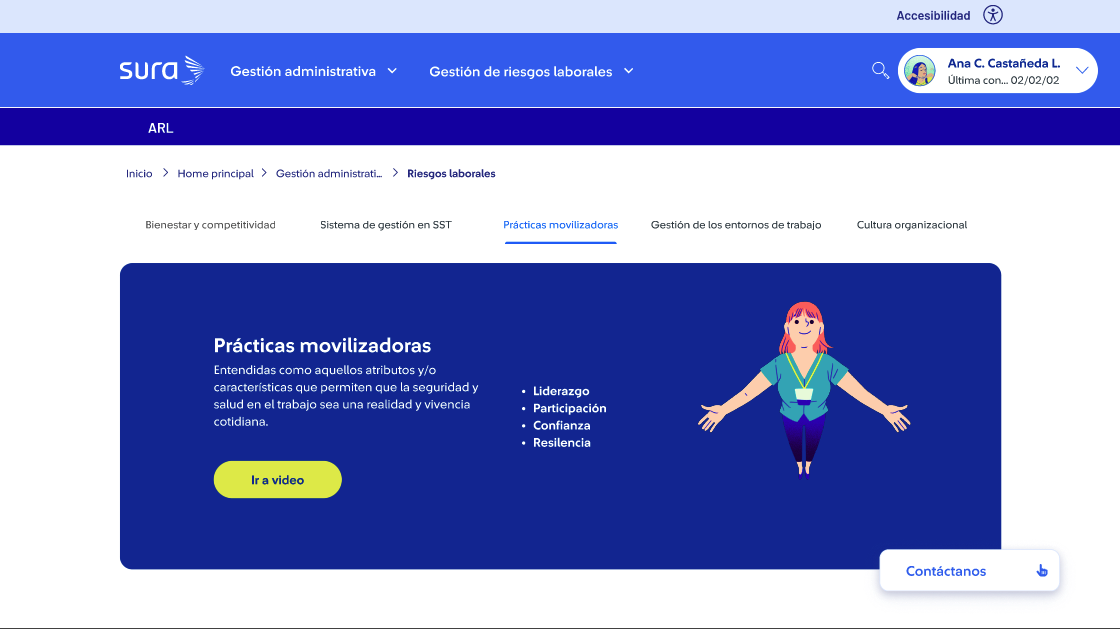 Accesibilidad
sura
Gestión administrativa
Gestión de riesgos laborales
Ana C. Castañeda L.
Última con... 02/02/02
ARL
Inicio > Home principal > Gestión administrati... > Riesgos laborales
Bienestar y competitividad
Sistema de gestión en SST
Prácticas movilizadoras
Gestión de los entornos de trabajo
Cultura organizacional
Prácticas movilizadoras
Entendidas como aquellos atributos y/o
características que permiten que la seguridad y
salud en el trabajo sea una realidad y vivencia
cotidiana.
Ir a video
• Liderazgo
• Participación
• Confianza
• Resilencia
Contáctanos